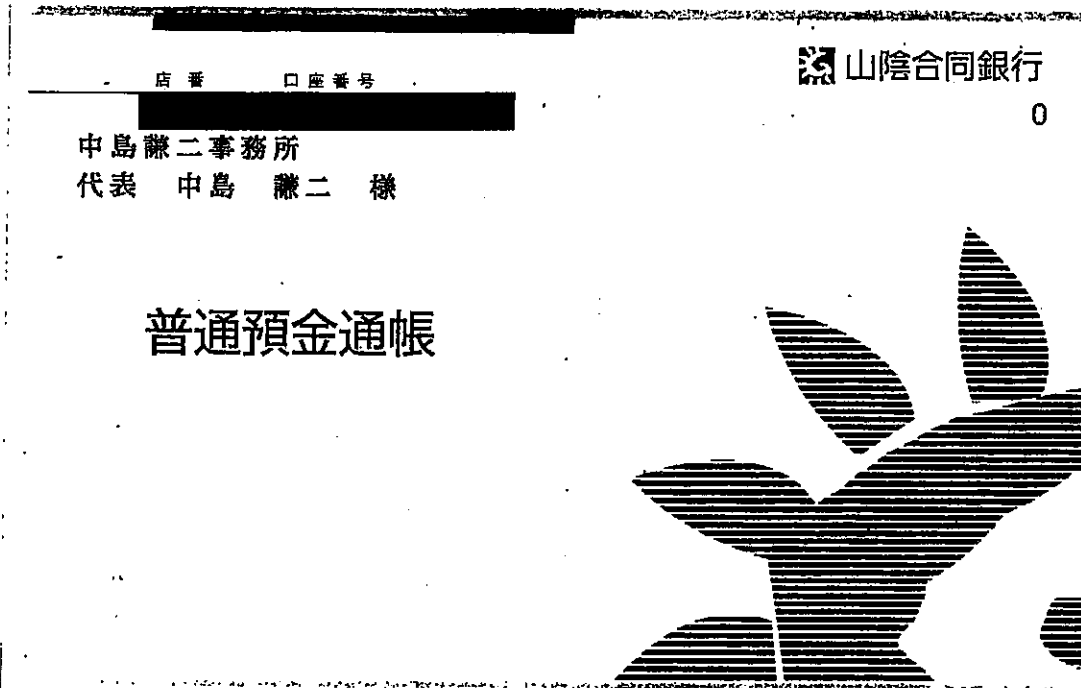 店番 口座番号
山陰合同銀行
0
中島謙二事務所
代表 中島 謙二 様
普通預金通帳